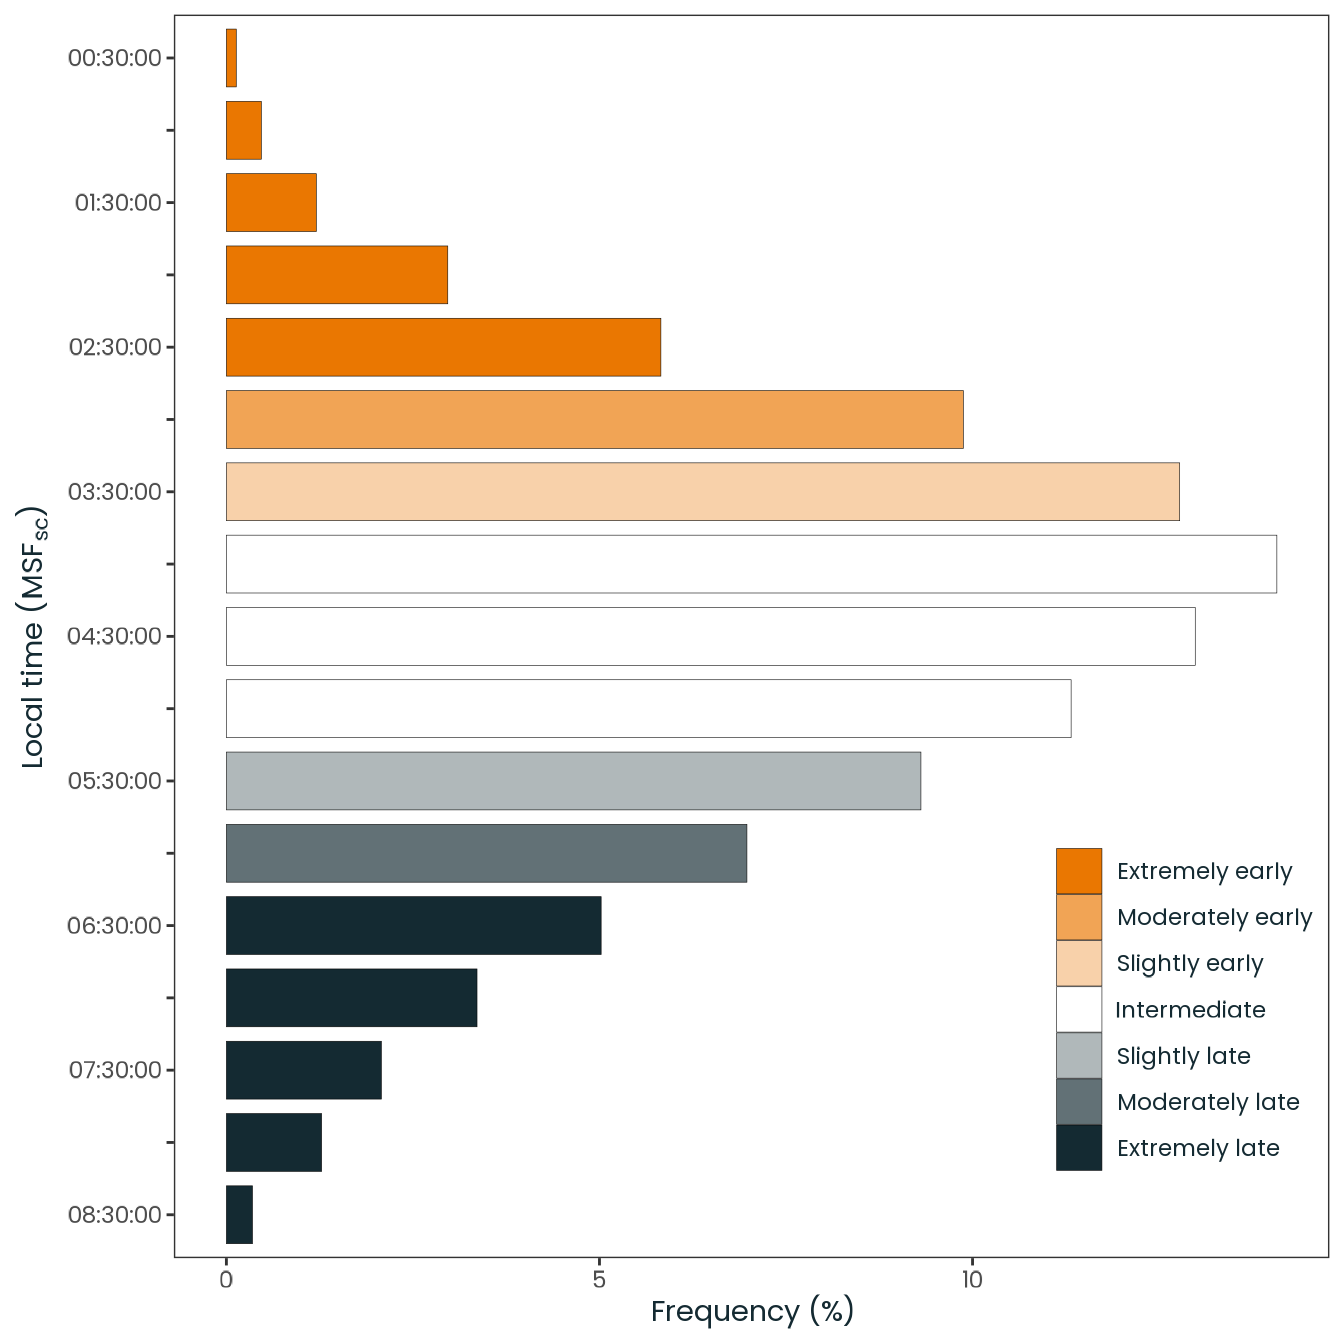 00:30:00
01:30:00
02:30:00
03:30:00
04:30:00
05:30:00
06:30:00
07:30:00
08:30:00
Local time (MSFSC)
0
5
10
Frequency (%)
Extremely early
Moderately early
Slightly early
Intermediate
Slightly late
Moderately late
Extremely late